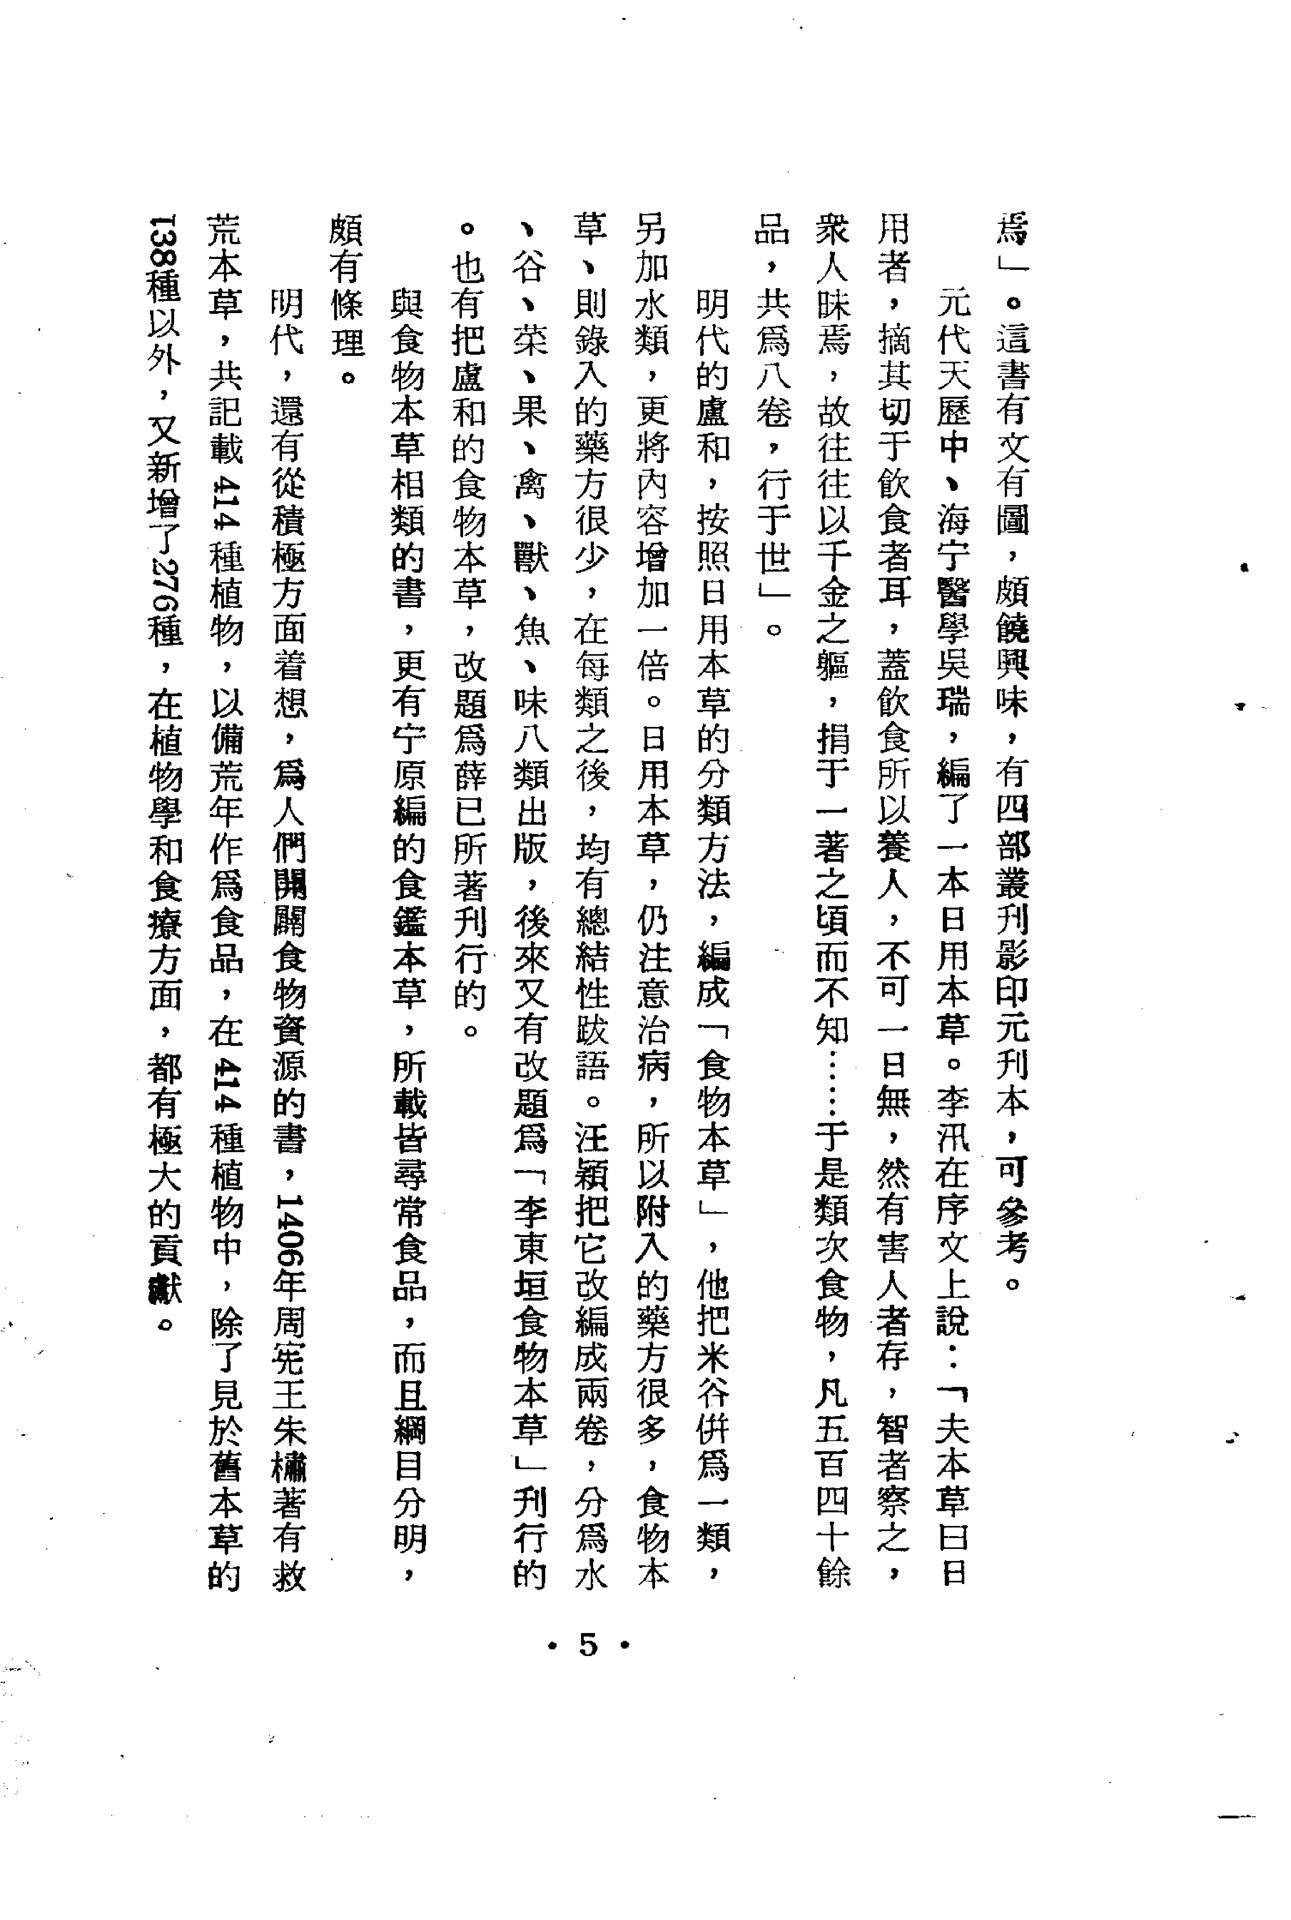 焉」。這書有文有圖，頗饒興味，有四部叢刊影印元刊本，可參考。
元代天歷中、海宁醫學吳瑞，編了一本日用本草。李汛在序文上說：「夫本草曰日
用者，摘其切于飲食者耳，蓋飲食所以養人，不可一日無，然有害人者存，智者察之，
衆人昧焉，故往往以千金之軀，捐于一著之頃而不知……于是類次食物，凡五百四十餘
品，共爲八卷，行于世」。
明代的盧和，按照日用本草的分類方法，編成「食物本草」，他把米谷併爲一類，
另加水類，更將內容增加一倍。日用本草，仍注意治病，所以附入的藥方很多，食物本
草、則錄入的藥方很少，在每類之後，均有總結性跋語。汪穎把它改編成兩卷，分爲水
、谷、菜、果、禽、獸、魚、味八類出版，後來又有改題爲「李東垣食物本草」刊行的
。也有把盧和的食物本草，改題爲薛已所著刊行的。
與食物本草相類的書，更有宁原編的食鑑本草，所載皆尋常食品，而且綱目分明，
頗有條理。
明代，還有從積極方面着想，爲人們開闢食物資源的書，1406年周宪王朱橚著有救
荒本草，共記載414種植物，以備荒年作爲食品，在414種植物中，除了見於舊本草的
138種以外，又新增了276種，在植物學和食療方面，都有極大的貢獻。
· 5 ·